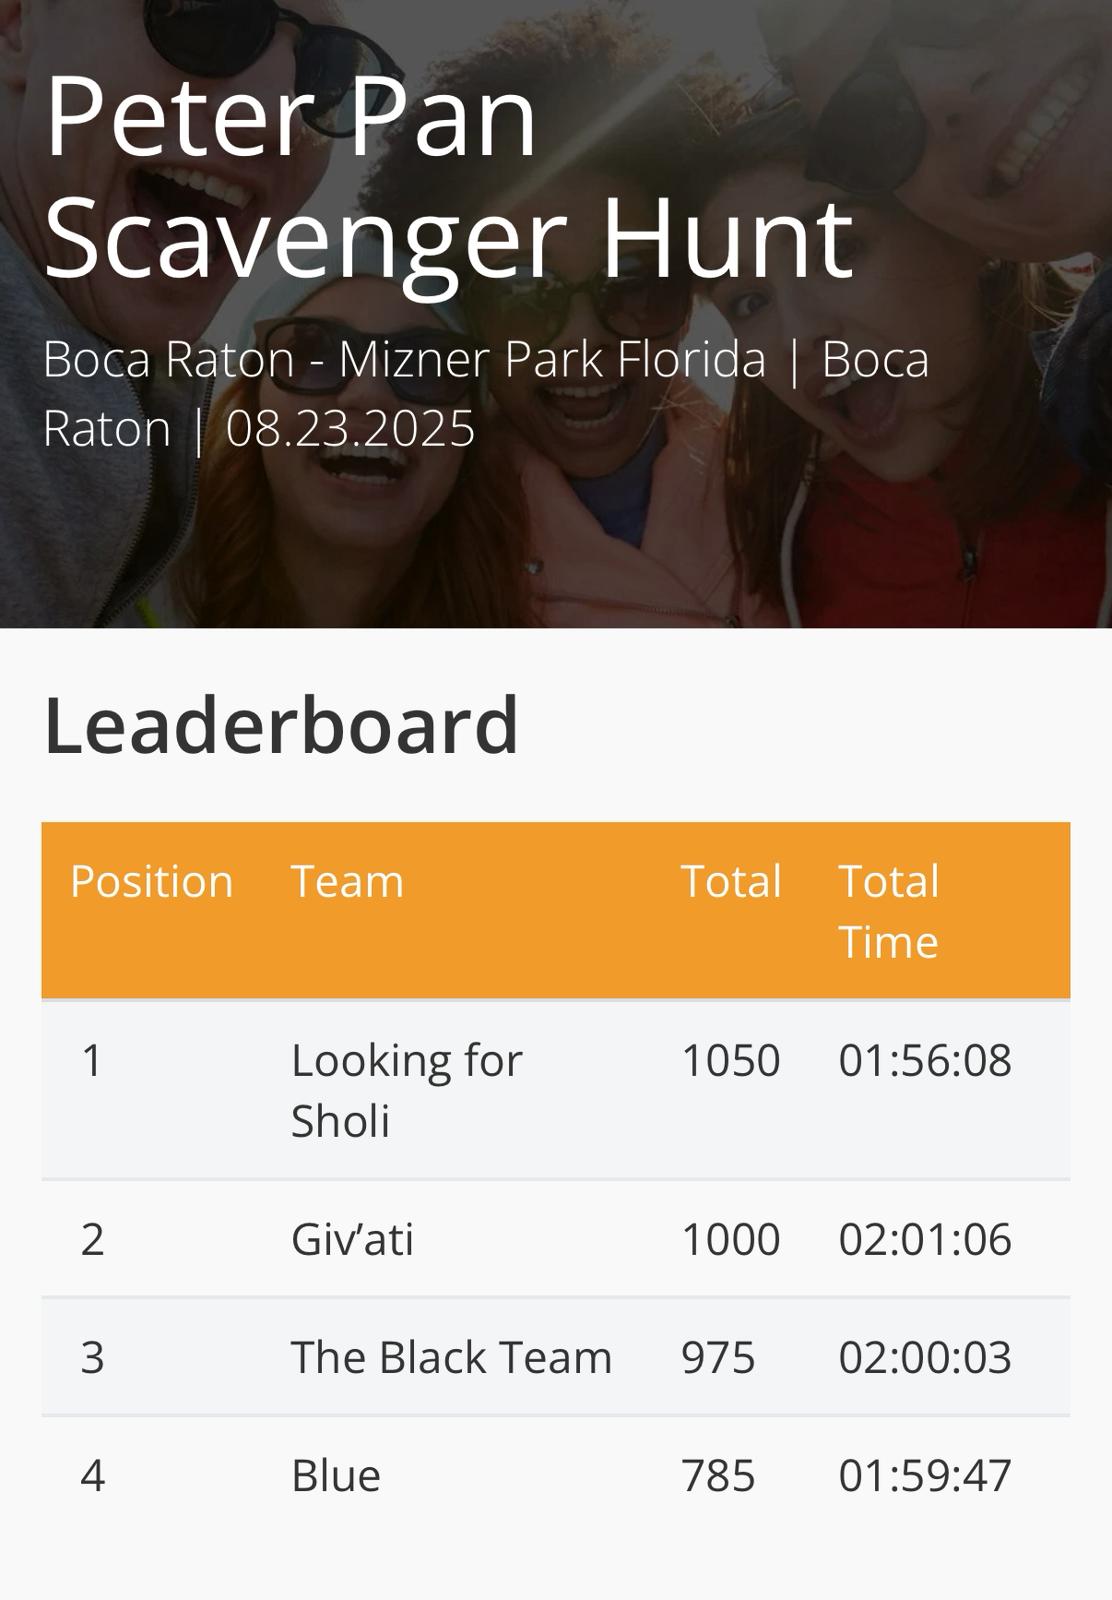 Peter Pan
Scavenger Hunt
Boca Raton - Mizner Park Florida | Boca
Raton | 08.23.2025
Leaderboard
Position Team Total Total
Time
1 Looking for 1050 01:56:08
Sholi
2 Giv’ati 1000 02:01:06
3 The Black Team 975 02:00:03
4 Blue 785 01:59:47